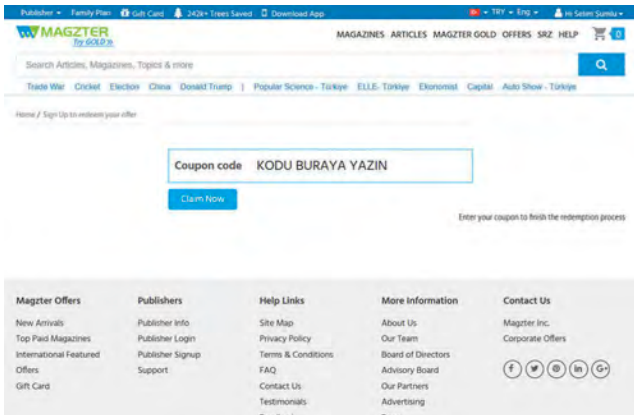 Publisher Family Plan Gift Card 242k+ Trees Saved Download App TRY Eng Hi Selim Sumlu
MAGZTER
Try GOLD
MAGAZINES ARTICLES MAGZTER GOLD OFFERS SRZ HELP 0
Search Articles, Magazines, Topics & more
Trade War Cricket Election China Donald Trump | Popular Science - Türkiye ELLE- Türkiye Ekonomist Capital Auto Show - Türkiye
Home / Sign Up to redeem your offer
Coupon code KODU BURAYA YAZIN
Claim Now
Enter your coupon to finish the redemption process
Magzter Offers Publishers Help Links More Information Contact Us
New Arrivals Publisher Info Site Map About Us Magzter Inc.
Top Paid Magazines Publisher Login Privacy Policy Our Team Corporate Offers
International Featured Publisher Signup Terms & Conditions Board of Directors
Offers Support FAQ Advisory Board
Gift Card Contact Us Our Partners
Testimonials Advertising